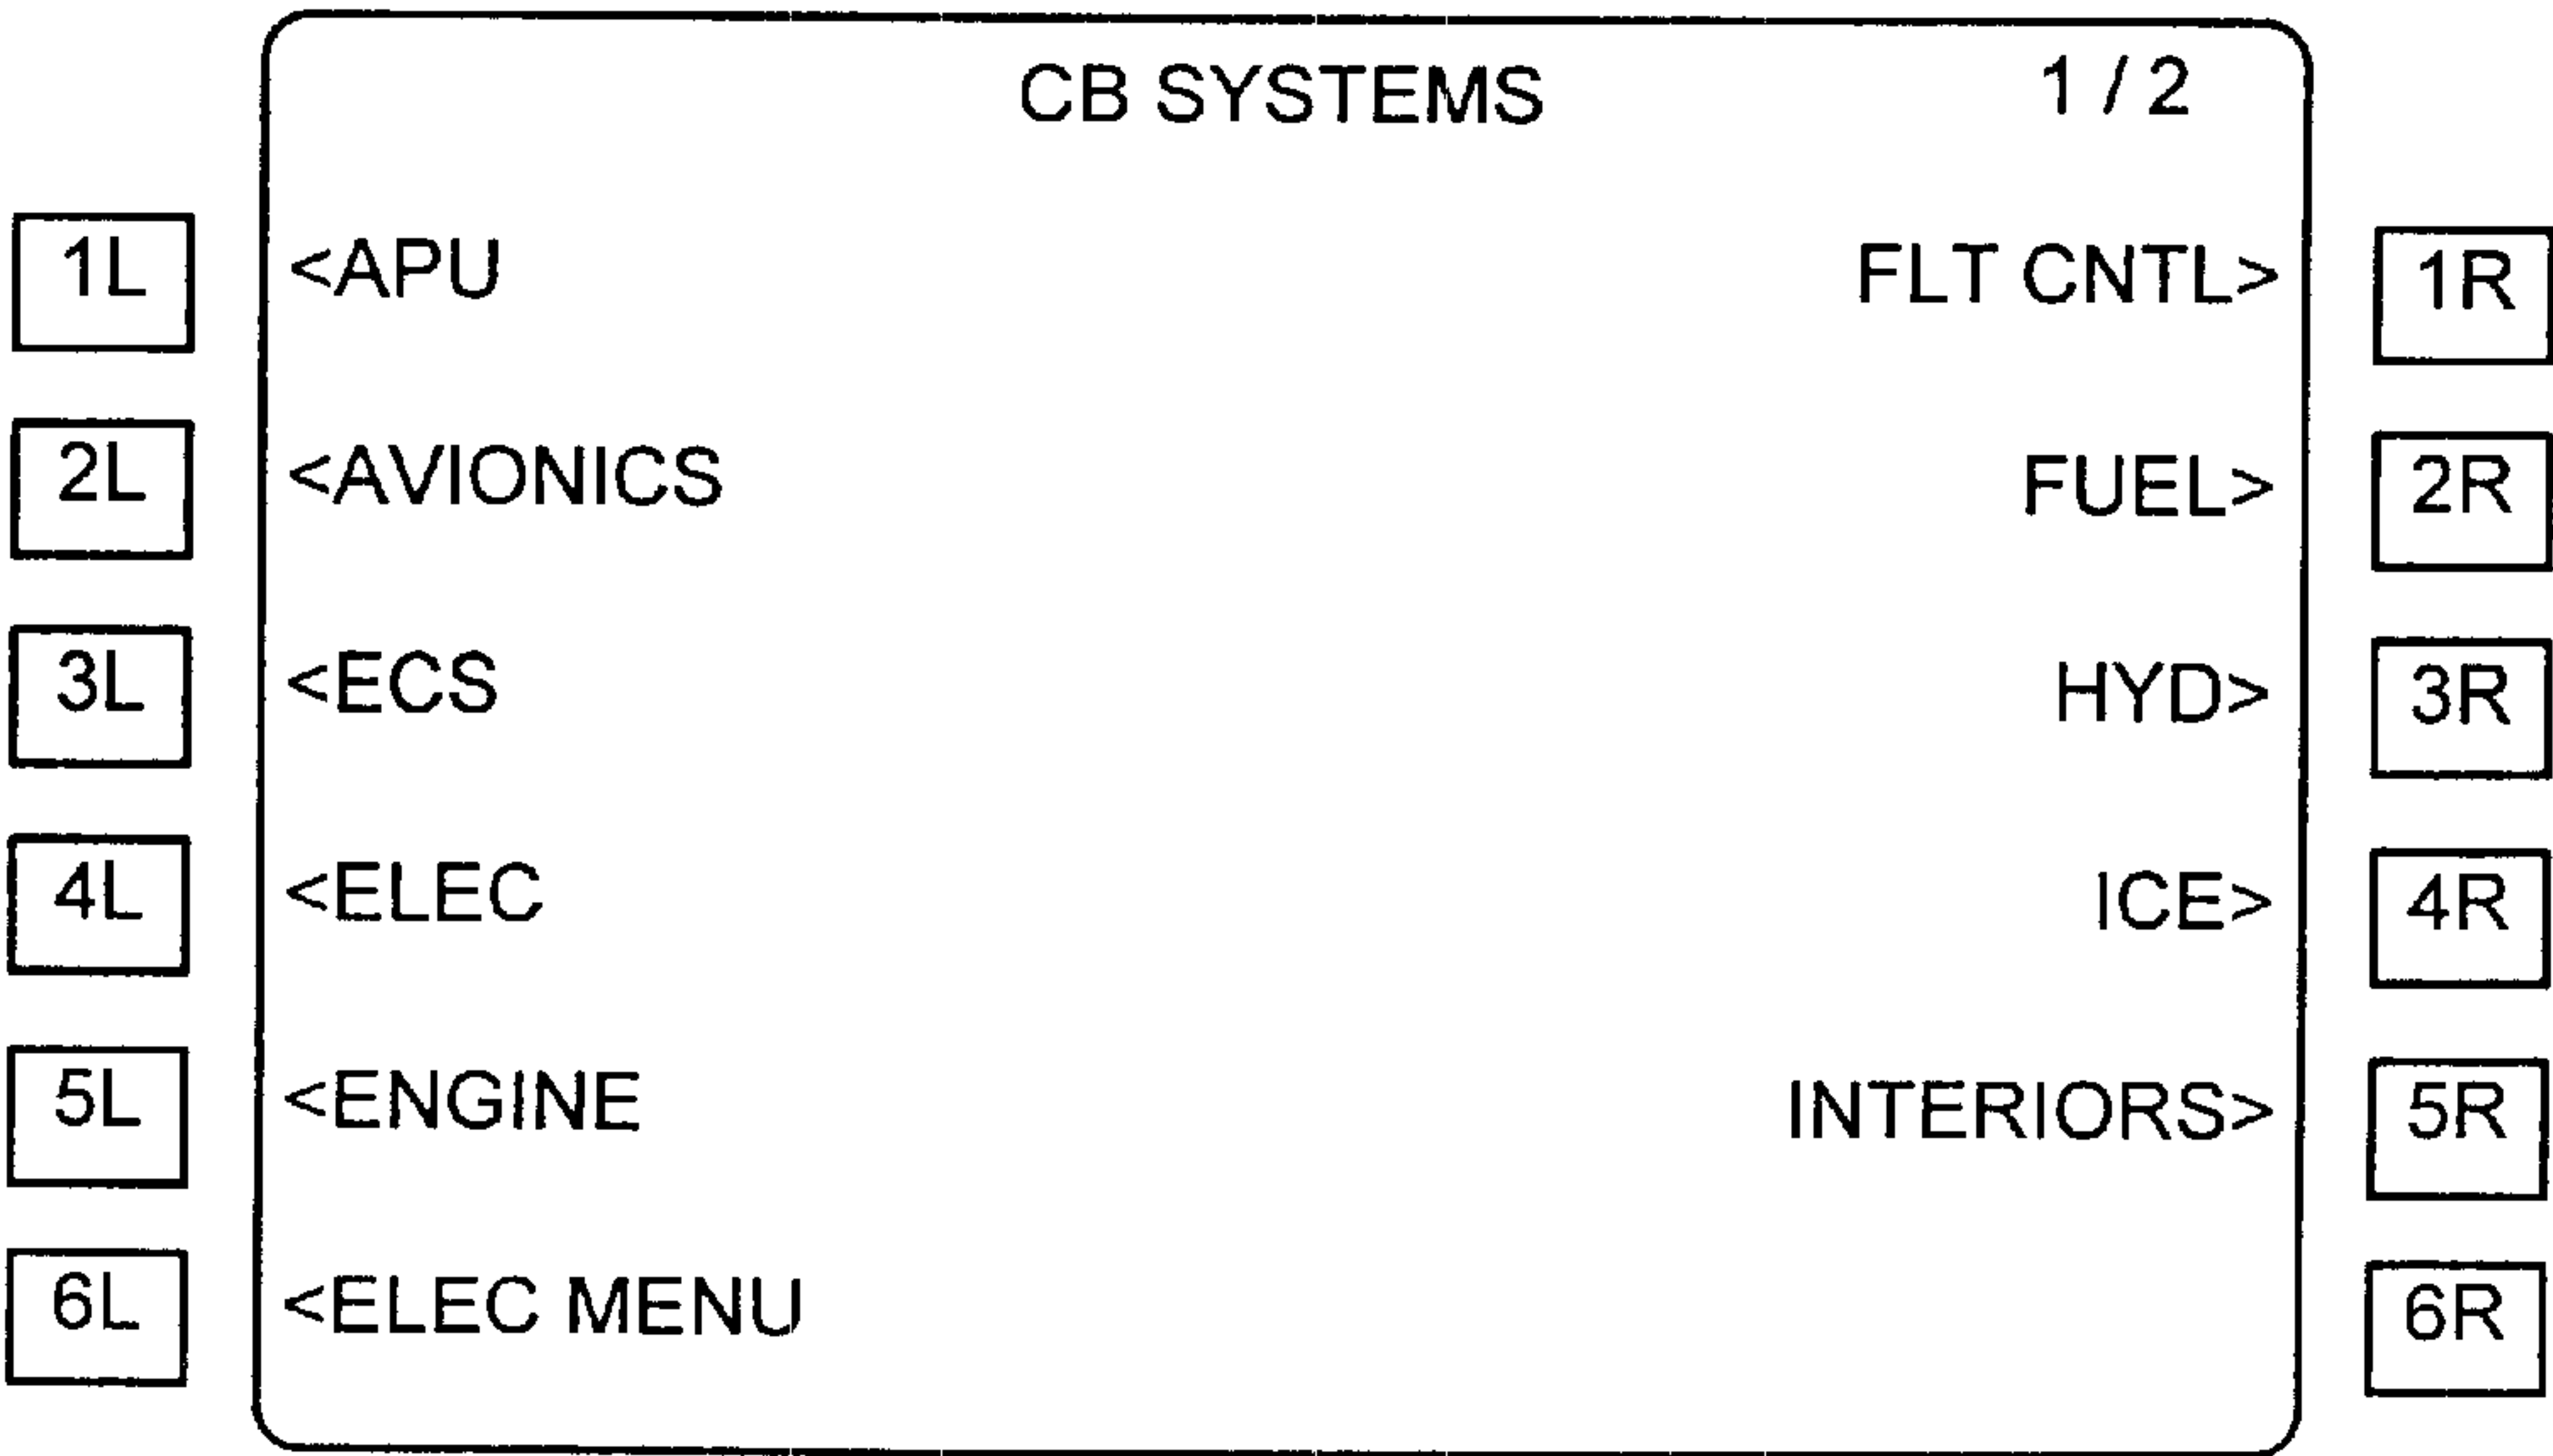 CB SYSTEMS 1 / 2
1L <APU FLT CNTL> 1R
2L <AVIONICS FUEL> 2R
3L <ECS HYD> 3R
4L <ELEC ICE> 4R
5L <ENGINE INTERIORS> 5R
6L <ELEC MENU 6R